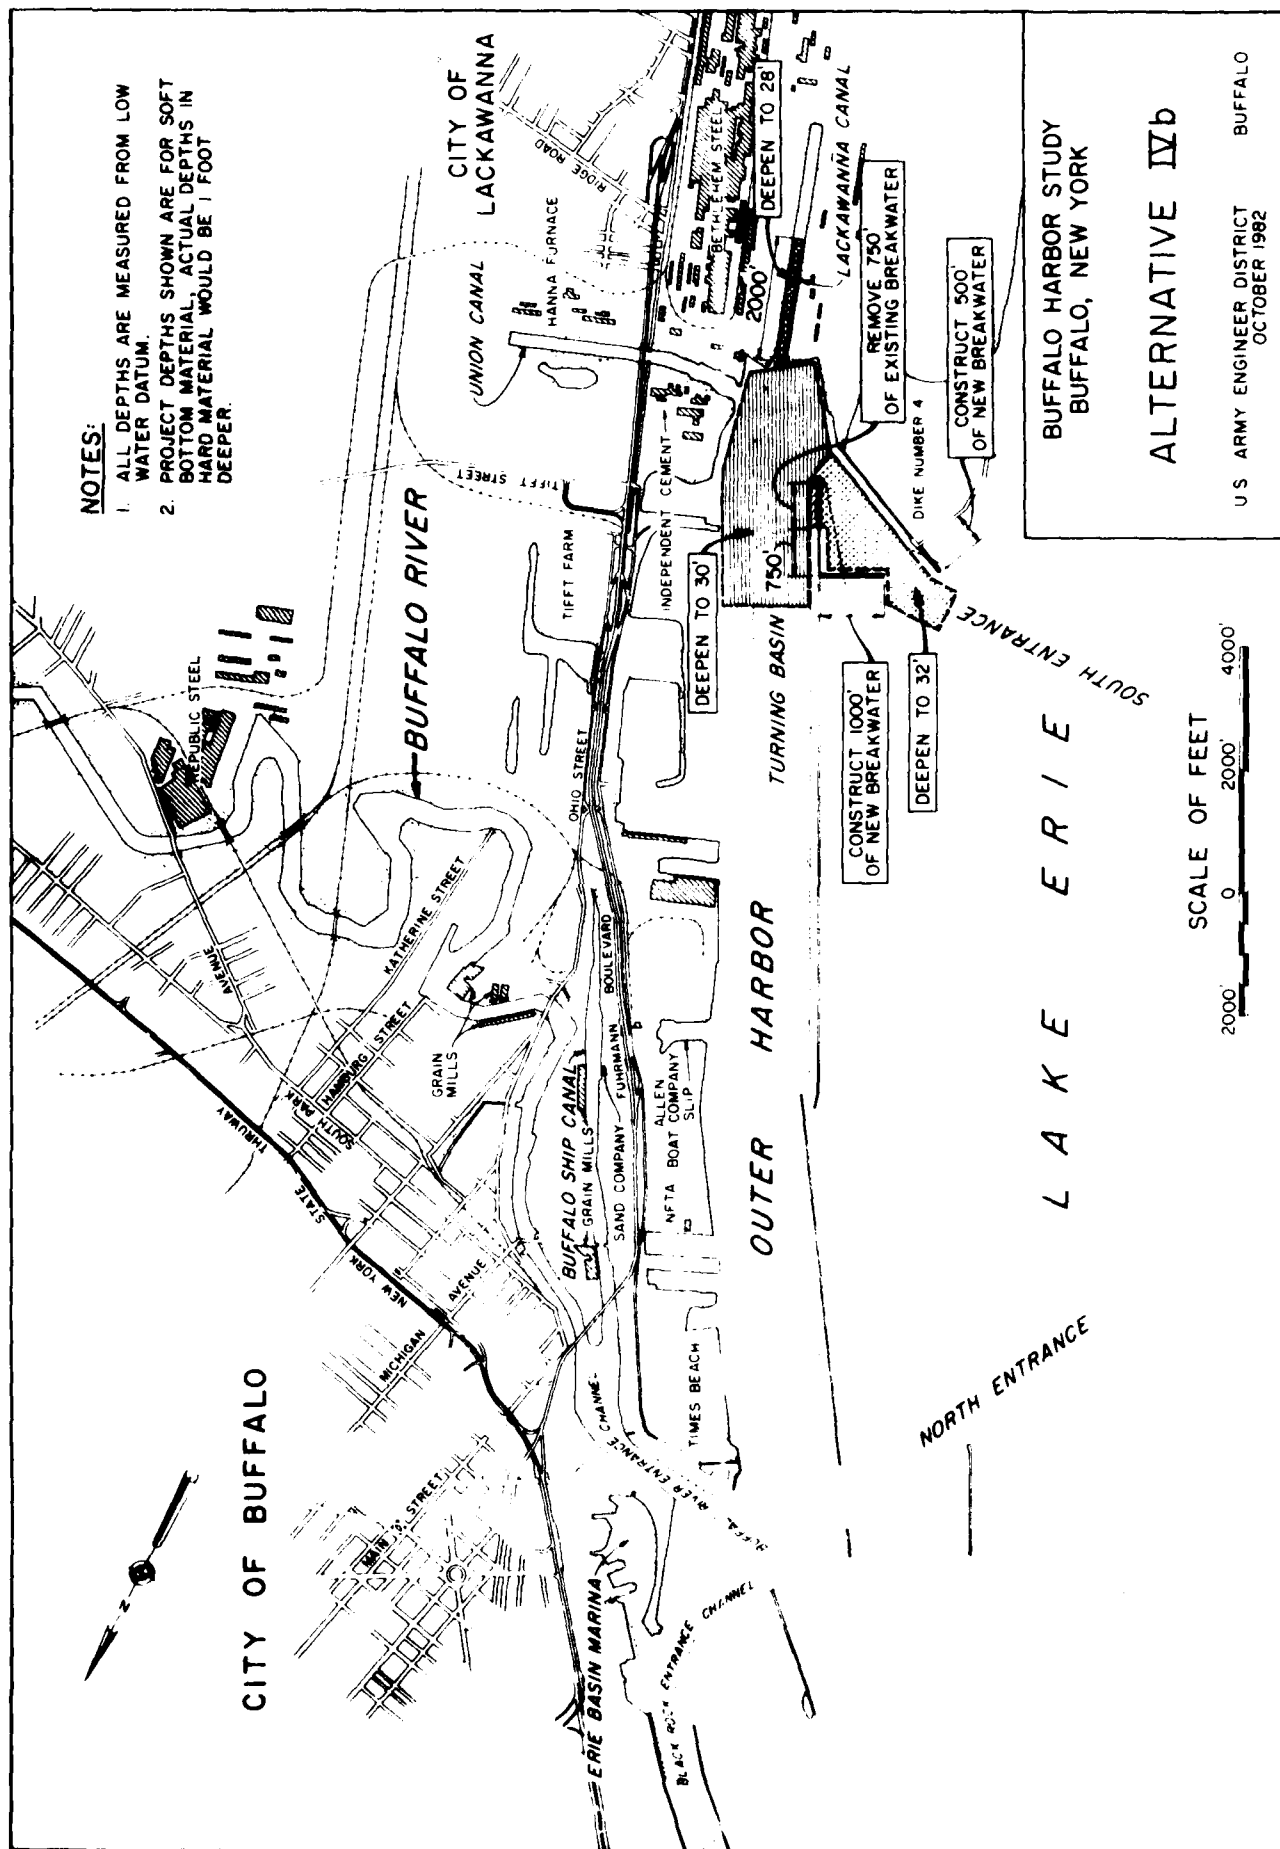 NOTES:
1. ALL DEPTHS ARE MEASURED FROM LOW
WATER DATUM.
2. PROJECT DEPTHS SHOWN ARE FOR SOFT
BOTTOM MATERIAL, ACTUAL DEPTHS IN
HARD MATERIAL WOULD BE 1 FOOT
DEEPER.
N
CITY OF BUFFALO
CITY OF
LACKAWANNA
REPUBLIC STEEL
BUFFALO RIVER
UNION CANAL
HANNA FURNACE
RIDGE ROAD
TIFFT STREET
TIFFT FARM
INDEPENDENT CEMENT
BETHLEHEM STEEL
DEEPEN TO 28'
2000'
LACKAWANNA CANAL
REMOVE 750'
OF EXISTING BREAKWATER
CONSTRUCT 500'
OF NEW BREAKWATER
DIKE NUMBER 4
DEEPEN TO 30'
750'
TURNING BASIN
CONSTRUCT 1000'
OF NEW BREAKWATER
DEEPEN TO 32'
SOUTH ENTRANCE
OHIO STREET
KATHERINE STREET
HAMBURG STREET
SOUTH PARK
AVENUE
GRAIN
MILLS
BUFFALO SHIP CANAL
GRAIN MILLS
SAND COMPANY
FUHRMANN
BOULEVARD
ALLEN
BOAT COMPANY
SLIP
NFTA
NEW YORK
STATE
THRUWAY
MICHIGAN
AVENUE
MAIN
STREET
TIMES BEACH
RIVER ENTRANCE
ERIE BASIN MARINA
BLACK ROCK ENTRANCE CHANNEL
OUTER HARBOR
NORTH ENTRANCE
LAKE ERIE
SCALE OF FEET
2000' 0 2000' 4000'
BUFFALO HARBOR STUDY
BUFFALO, NEW YORK
ALTERNATIVE IVb
US ARMY ENGINEER DISTRICT BUFFALO
OCTOBER 1982